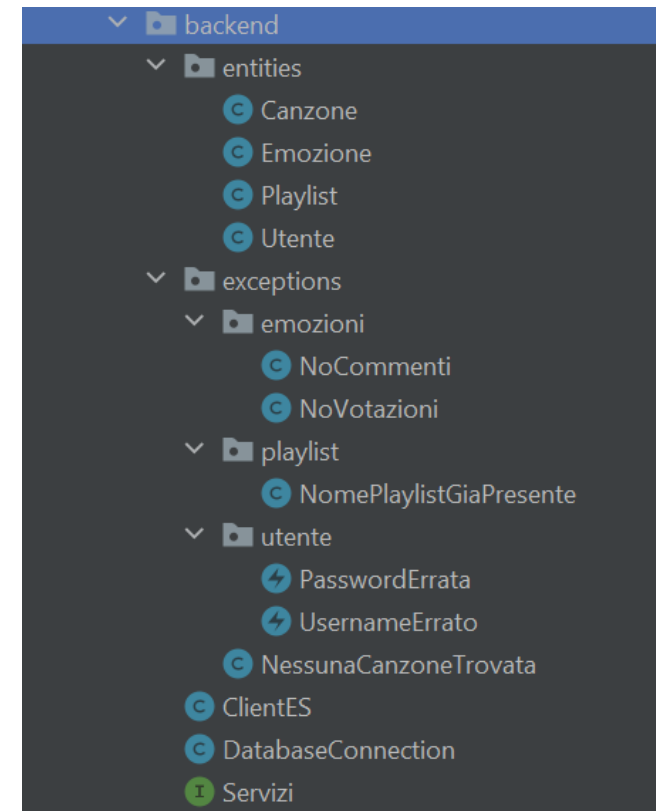 backend
entities
Canzone
Emozione
Playlist
Utente
exceptions
emozioni
NoCommenti
NoVotazioni
playlist
NomePlaylistGiaPresente
utente
PasswordErrata
UsernameErrato
NessunaCanzoneTrovata
ClientES
DatabaseConnection
Servizi